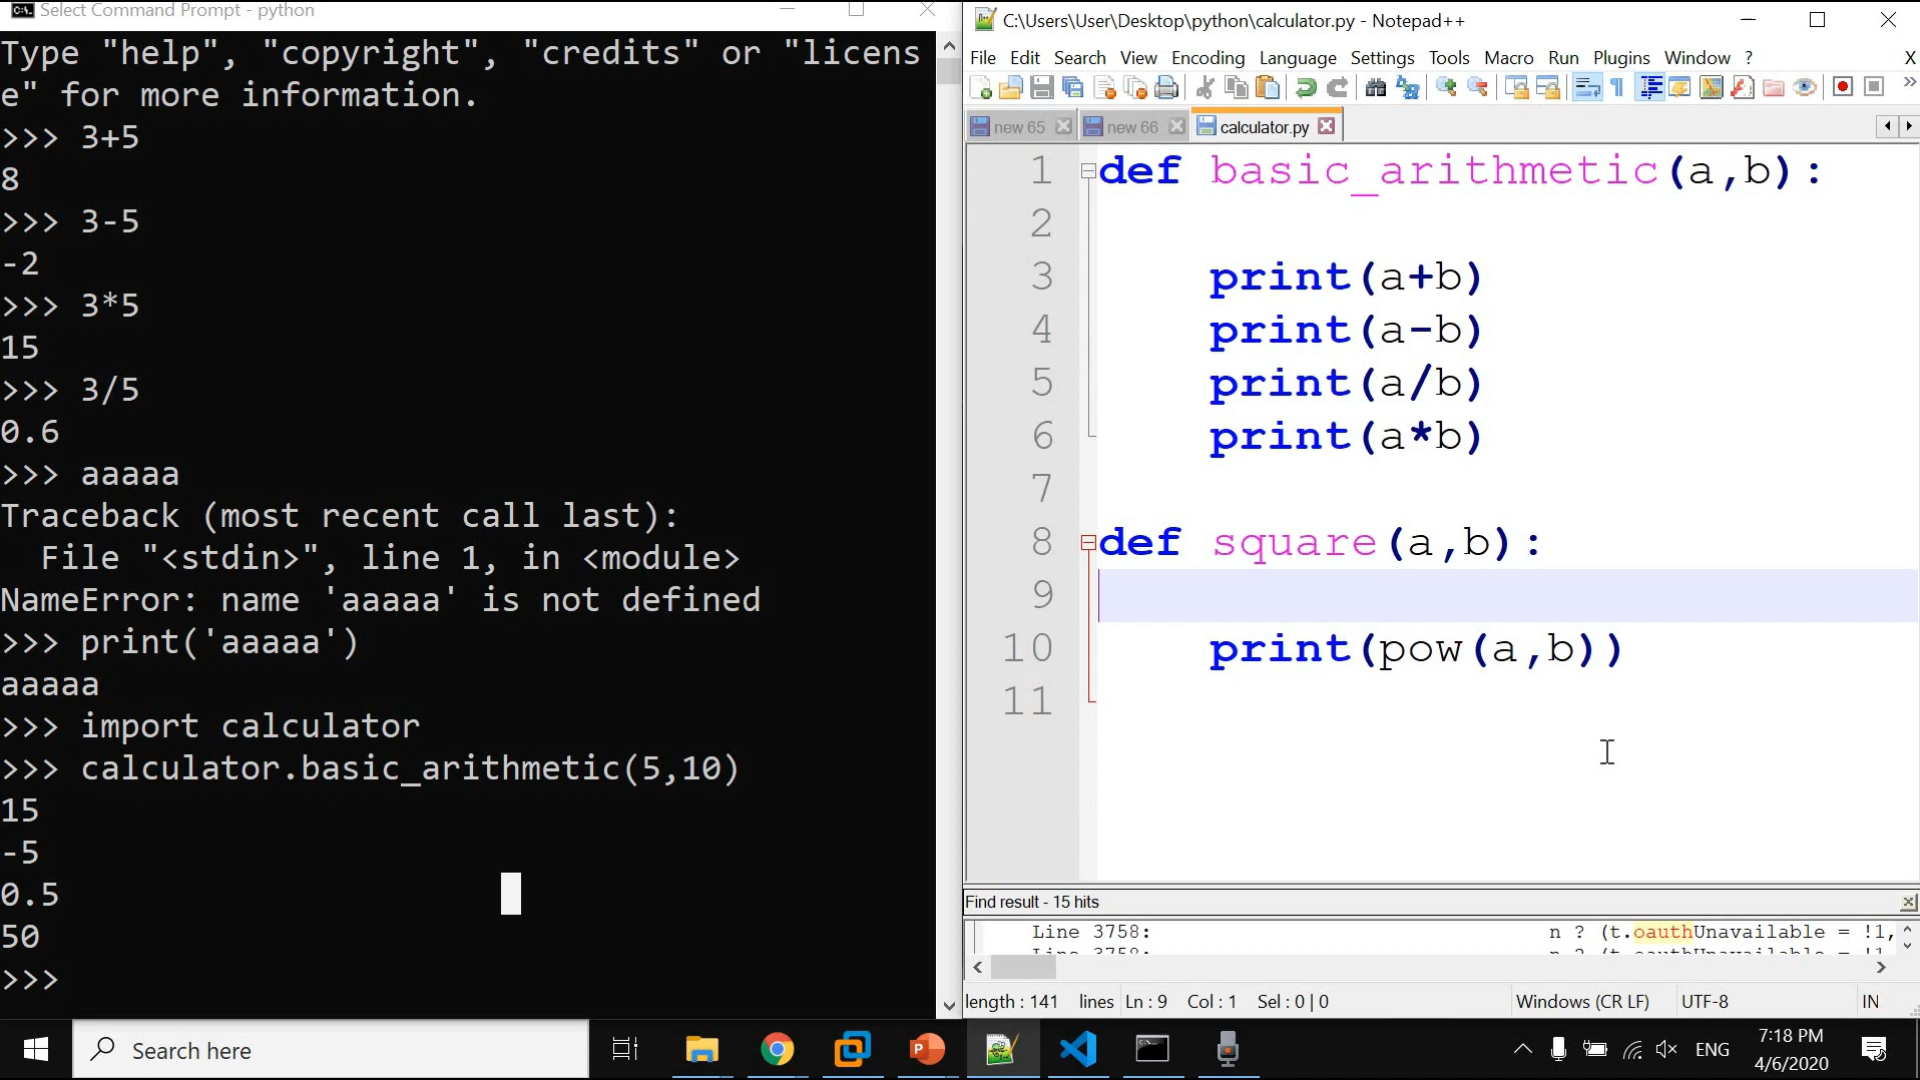 Select Command Prompt - python
Type "help", "copyright", "credits" or "licens
e" for more information.
>>> 3+5
8
>>> 3-5
-2
>>> 3*5
15
>>> 3/5
0.6
>>> aaaaa
Traceback (most recent call last):
  File "<stdin>", line 1, in <module>
NameError: name 'aaaaa' is not defined
>>> print('aaaaa')
aaaaa
>>> import calculator
>>> calculator.basic_arithmetic(5,10)
15
-5
0.5
50
>>>
C:\Users\User\Desktop\python\calculator.py - Notepad++
File Edit Search View Encoding Language Settings Tools Macro Run Plugins Window ? X
new 65 new 66 calculator.py
1 def basic_arithmetic(a,b):
2
3     print(a+b)
4     print(a-b)
5     print(a/b)
6     print(a*b)
7
8 def square(a,b):
9
10     print(pow(a,b))
11
Find result - 15 hits
Line 3758: n ? (t.oauthUnavailable = !1,
length : 141 lines Ln : 9 Col : 1 Sel : 0 | 0 Windows (CR LF) UTF-8 IN
Search here
ENG
7:18 PM
4/6/2020